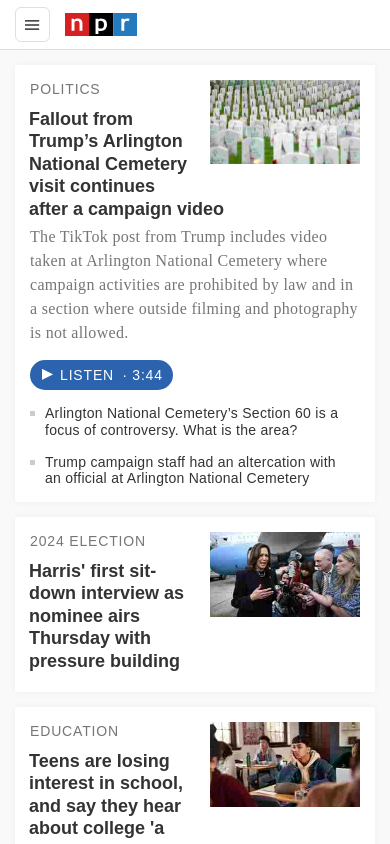 npr
POLITICS
Fallout from
Trump’s Arlington
National Cemetery
visit continues
after a campaign video
The TikTok post from Trump includes video
taken at Arlington National Cemetery where
campaign activities are prohibited by law and in
a section where outside filming and photography
is not allowed.
LISTEN · 3:44
Arlington National Cemetery’s Section 60 is a
focus of controversy. What is the area?
Trump campaign staff had an altercation with
an official at Arlington National Cemetery
2024 ELECTION
Harris' first sit-
down interview as
nominee airs
Thursday with
pressure building
EDUCATION
Teens are losing
interest in school,
and say they hear
about college 'a